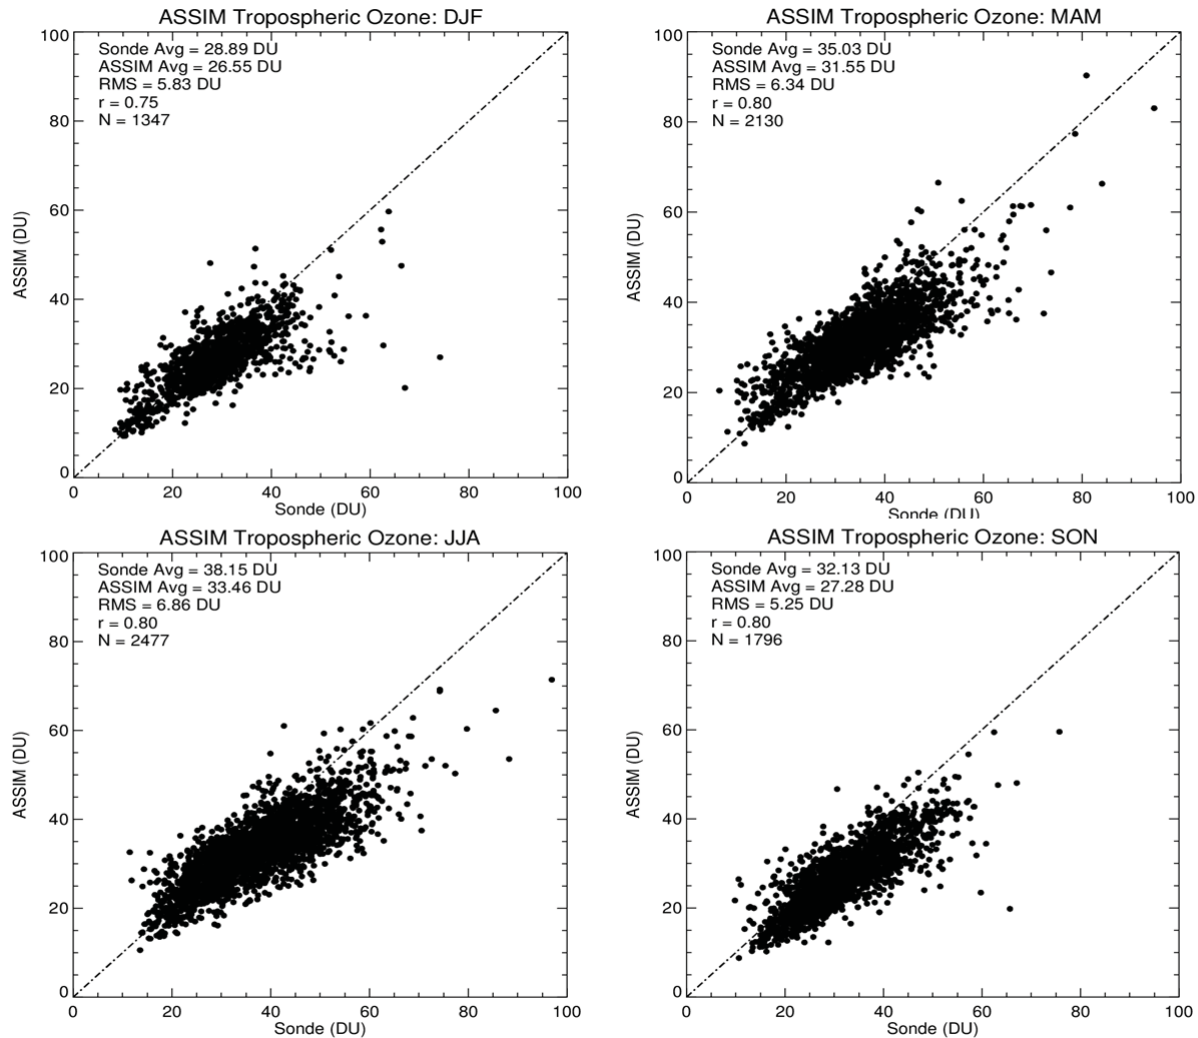 ASSIM Tropospheric Ozone: DJF
Sonde Avg = 28.89 DU
ASSIM Avg = 26.55 DU
RMS = 5.83 DU
r = 0.75
N = 1347
100
80
60
40
20
0
ASSIM (DU)
0 20 40 60 80 100
Sonde (DU)
ASSIM Tropospheric Ozone: MAM
Sonde Avg = 35.03 DU
ASSIM Avg = 31.55 DU
RMS = 6.34 DU
r = 0.80
N = 2130
100
80
60
40
20
0
ASSIM (DU)
0 20 40 60 80 100
Sonde (DU)
ASSIM Tropospheric Ozone: JJA
Sonde Avg = 38.15 DU
ASSIM Avg = 33.46 DU
RMS = 6.86 DU
r = 0.80
N = 2477
100
80
60
40
20
0
ASSIM (DU)
0 20 40 60 80 100
Sonde (DU)
ASSIM Tropospheric Ozone: SON
Sonde Avg = 32.13 DU
ASSIM Avg = 27.28 DU
RMS = 5.25 DU
r = 0.80
N = 1796
100
80
60
40
20
0
ASSIM (DU)
0 20 40 60 80 100
Sonde (DU)